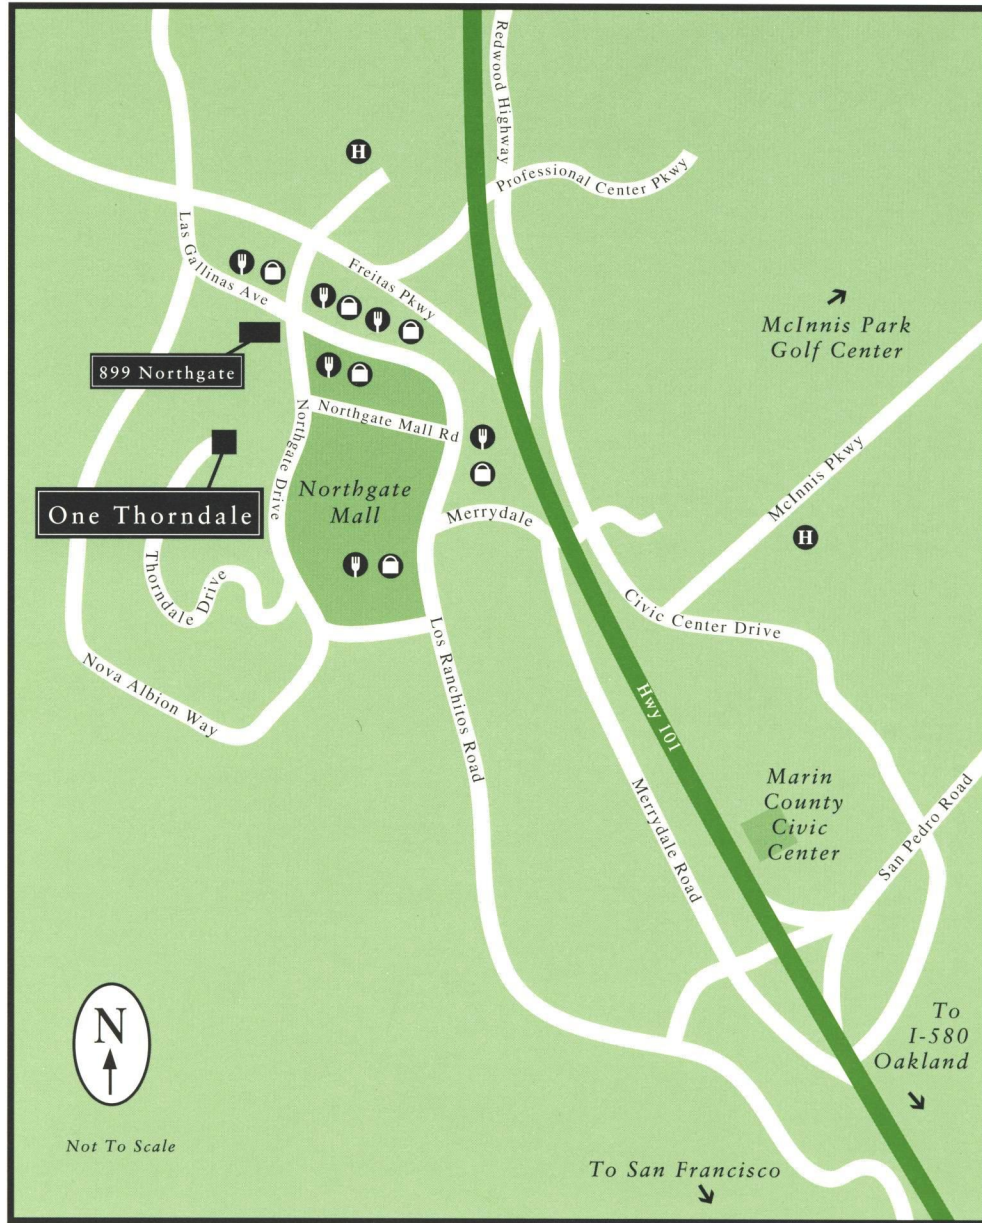 Redwood Highway
H
Professional Center Pkwy
Las Gallinas Ave
Freitas Pkwy
McInnis Park
Golf Center
899 Northgate
Northgate Mall Rd
Northgate Drive
McInnis Pkwy
Northgate
Mall
One Thorndale
Merrydale
H
Thorndale Drive
Civic Center Drive
Los Ranchitos Road
Nova Albion Way
Hwy 101
Marin
County
Civic
Center
Merrydale Road
San Pedro Road
N
To
I-580
Oakland
Not To Scale
To San Francisco